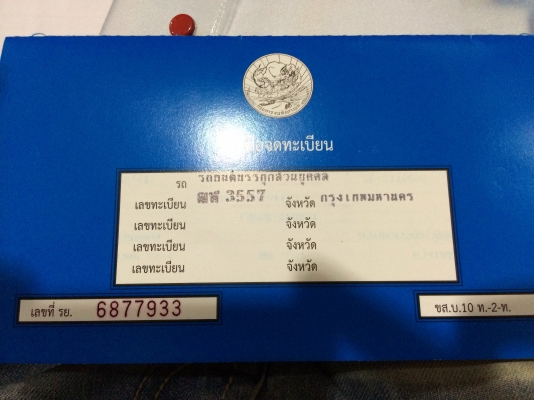 จดทะเบียน
รถ รถยนต์บรรทุกส่วนบุคคล
เลขทะเบียน 3557 จังหวัด กรุงเทพมหานคร
เลขทะเบียน จังหวัด
เลขทะเบียน จังหวัด
เลขทะเบียน จังหวัด
เลขที่ รย. 6877933 ขส.บ.10 ท.-2-ท.